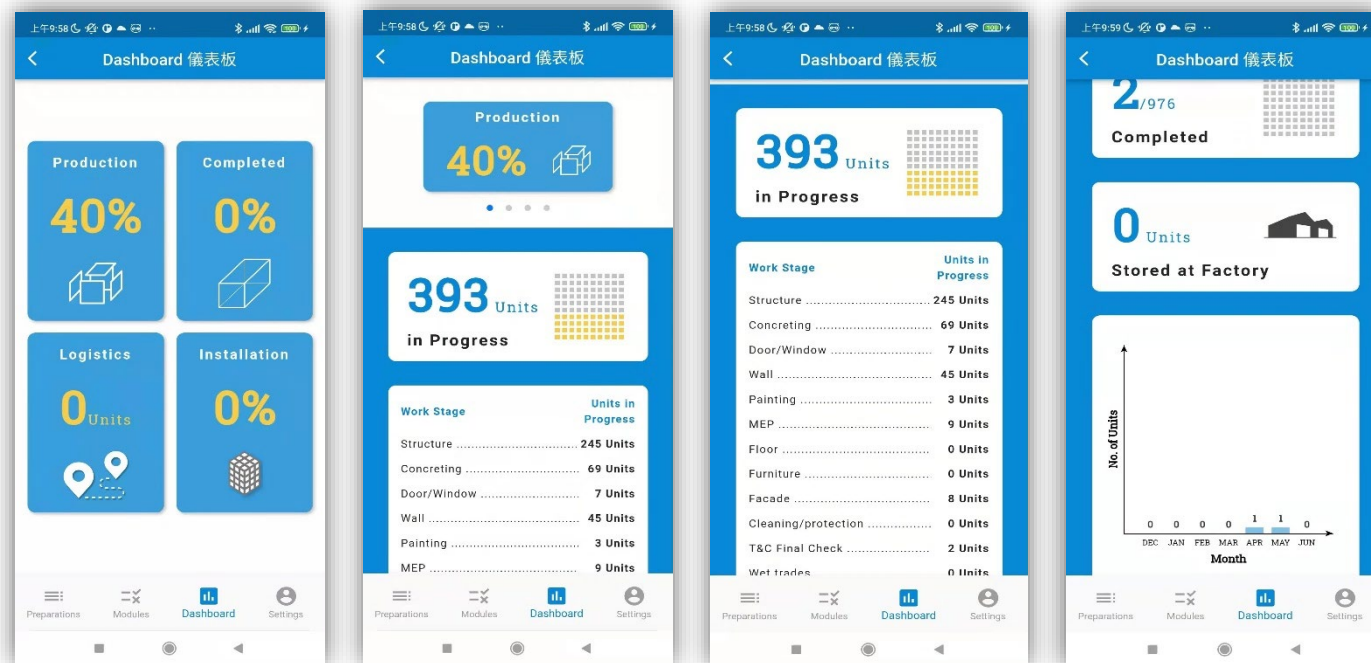 上午9:58
100
Dashboard 儀表板
Production
Completed
40%
0%
Logistics
Installation
0 Units
0%
Preparations
Modules
Dashboard
Settings
上午9:58
100
Dashboard 儀表板
Production
40%
393 Units
in Progress
Work Stage
Units in
Progress
Structure ........................ 245 Units
Concreting ........................ 69 Units
Door/Window ........................ 7 Units
Wall ........................ 45 Units
Painting ........................ 3 Units
MEP ........................ 9 Units
Preparations
Modules
Dashboard
Settings
上午9:58
100
Dashboard 儀表板
393 Units
in Progress
Work Stage
Units in
Progress
Structure ........................ 245 Units
Concreting ........................ 69 Units
Door/Window ........................ 7 Units
Wall ........................ 45 Units
Painting ........................ 3 Units
MEP ........................ 9 Units
Floor ........................ 0 Units
Furniture ........................ 0 Units
Facade ........................ 8 Units
Cleaning/protection ................ 0 Units
T&C Final Check ................ 2 Units
Wet trades ........................ 0 Units
Preparations
Modules
Dashboard
Settings
上午9:59
100
Dashboard 儀表板
2/976
Completed
0 Units
Stored at Factory
No. of Units
0 0 0 0 1 1 0
DEC JAN FEB MAR APR MAY JUN
Month
Preparations
Modules
Dashboard
Settings